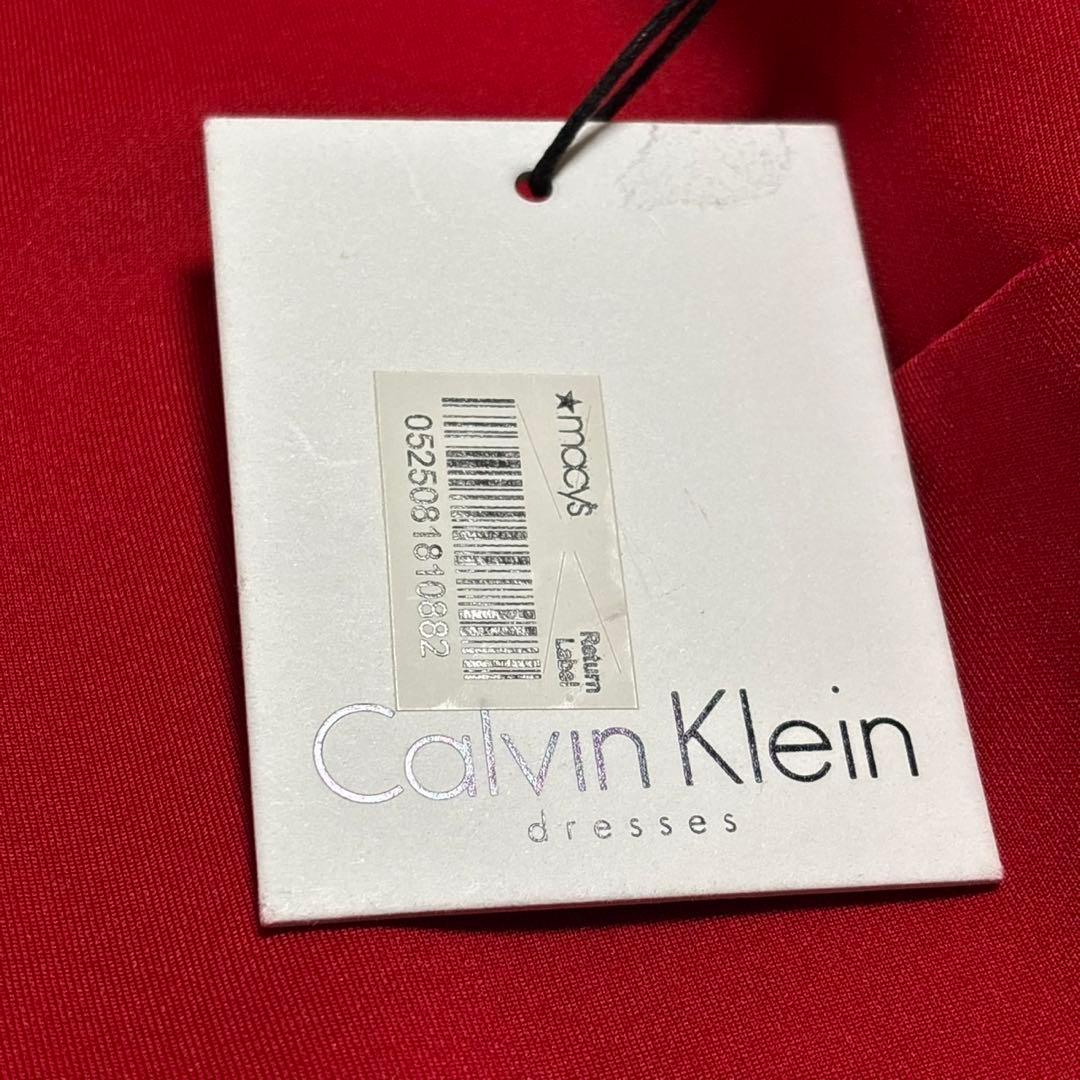 ★macy's
Return
Label
0525081810882
Calvin Klein
dresses